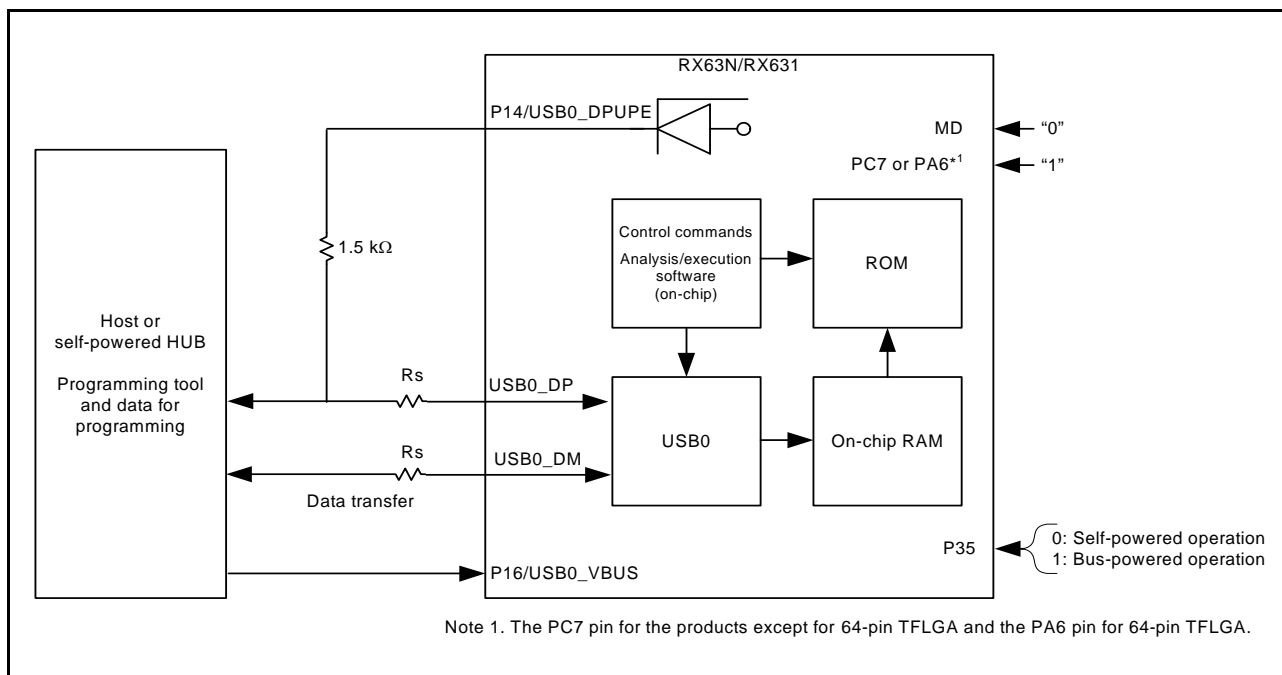 RX63N/RX631
P14/USB0_DPUPE
MD
“0”
PC7 or PA6*1
“1”
1.5 kΩ
Control commands
Analysis/execution
software
(on-chip)
ROM
Host or
self-powered HUB
Programming tool
and data for
programming
Rs
USB0_DP
USB0
On-chip RAM
Rs
USB0_DM
Data transfer
P35
0: Self-powered operation
1: Bus-powered operation
P16/USB0_VBUS
Note 1. The PC7 pin for the products except for 64-pin TFLGA and the PA6 pin for 64-pin TFLGA.